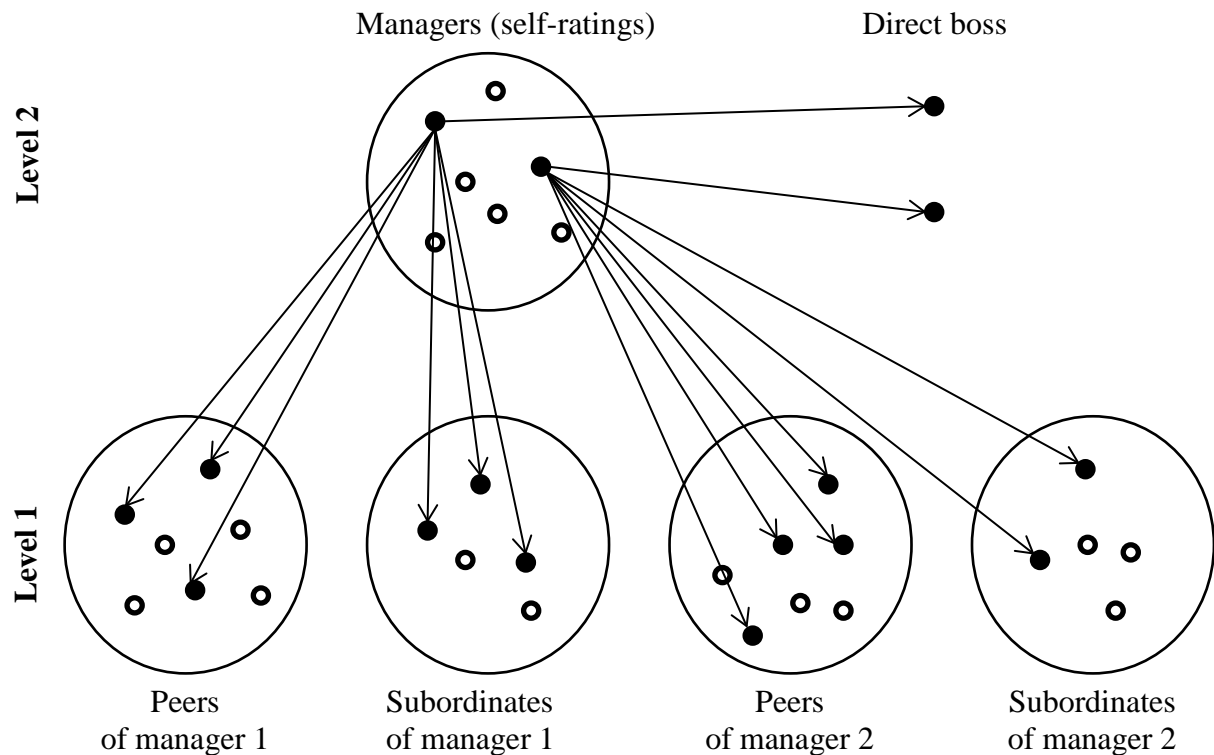 Managers (self-ratings)
Direct boss
Level 2
Level 1
Peers
of manager 1
Subordinates
of manager 1
Peers
of manager 2
Subordinates
of manager 2